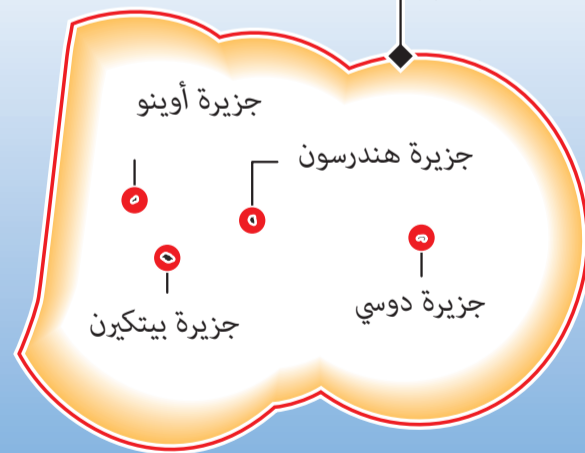 جزيرة أوينو
جزيرة هندرسون
جزيرة دوسي
جزيرة بيتكيرن